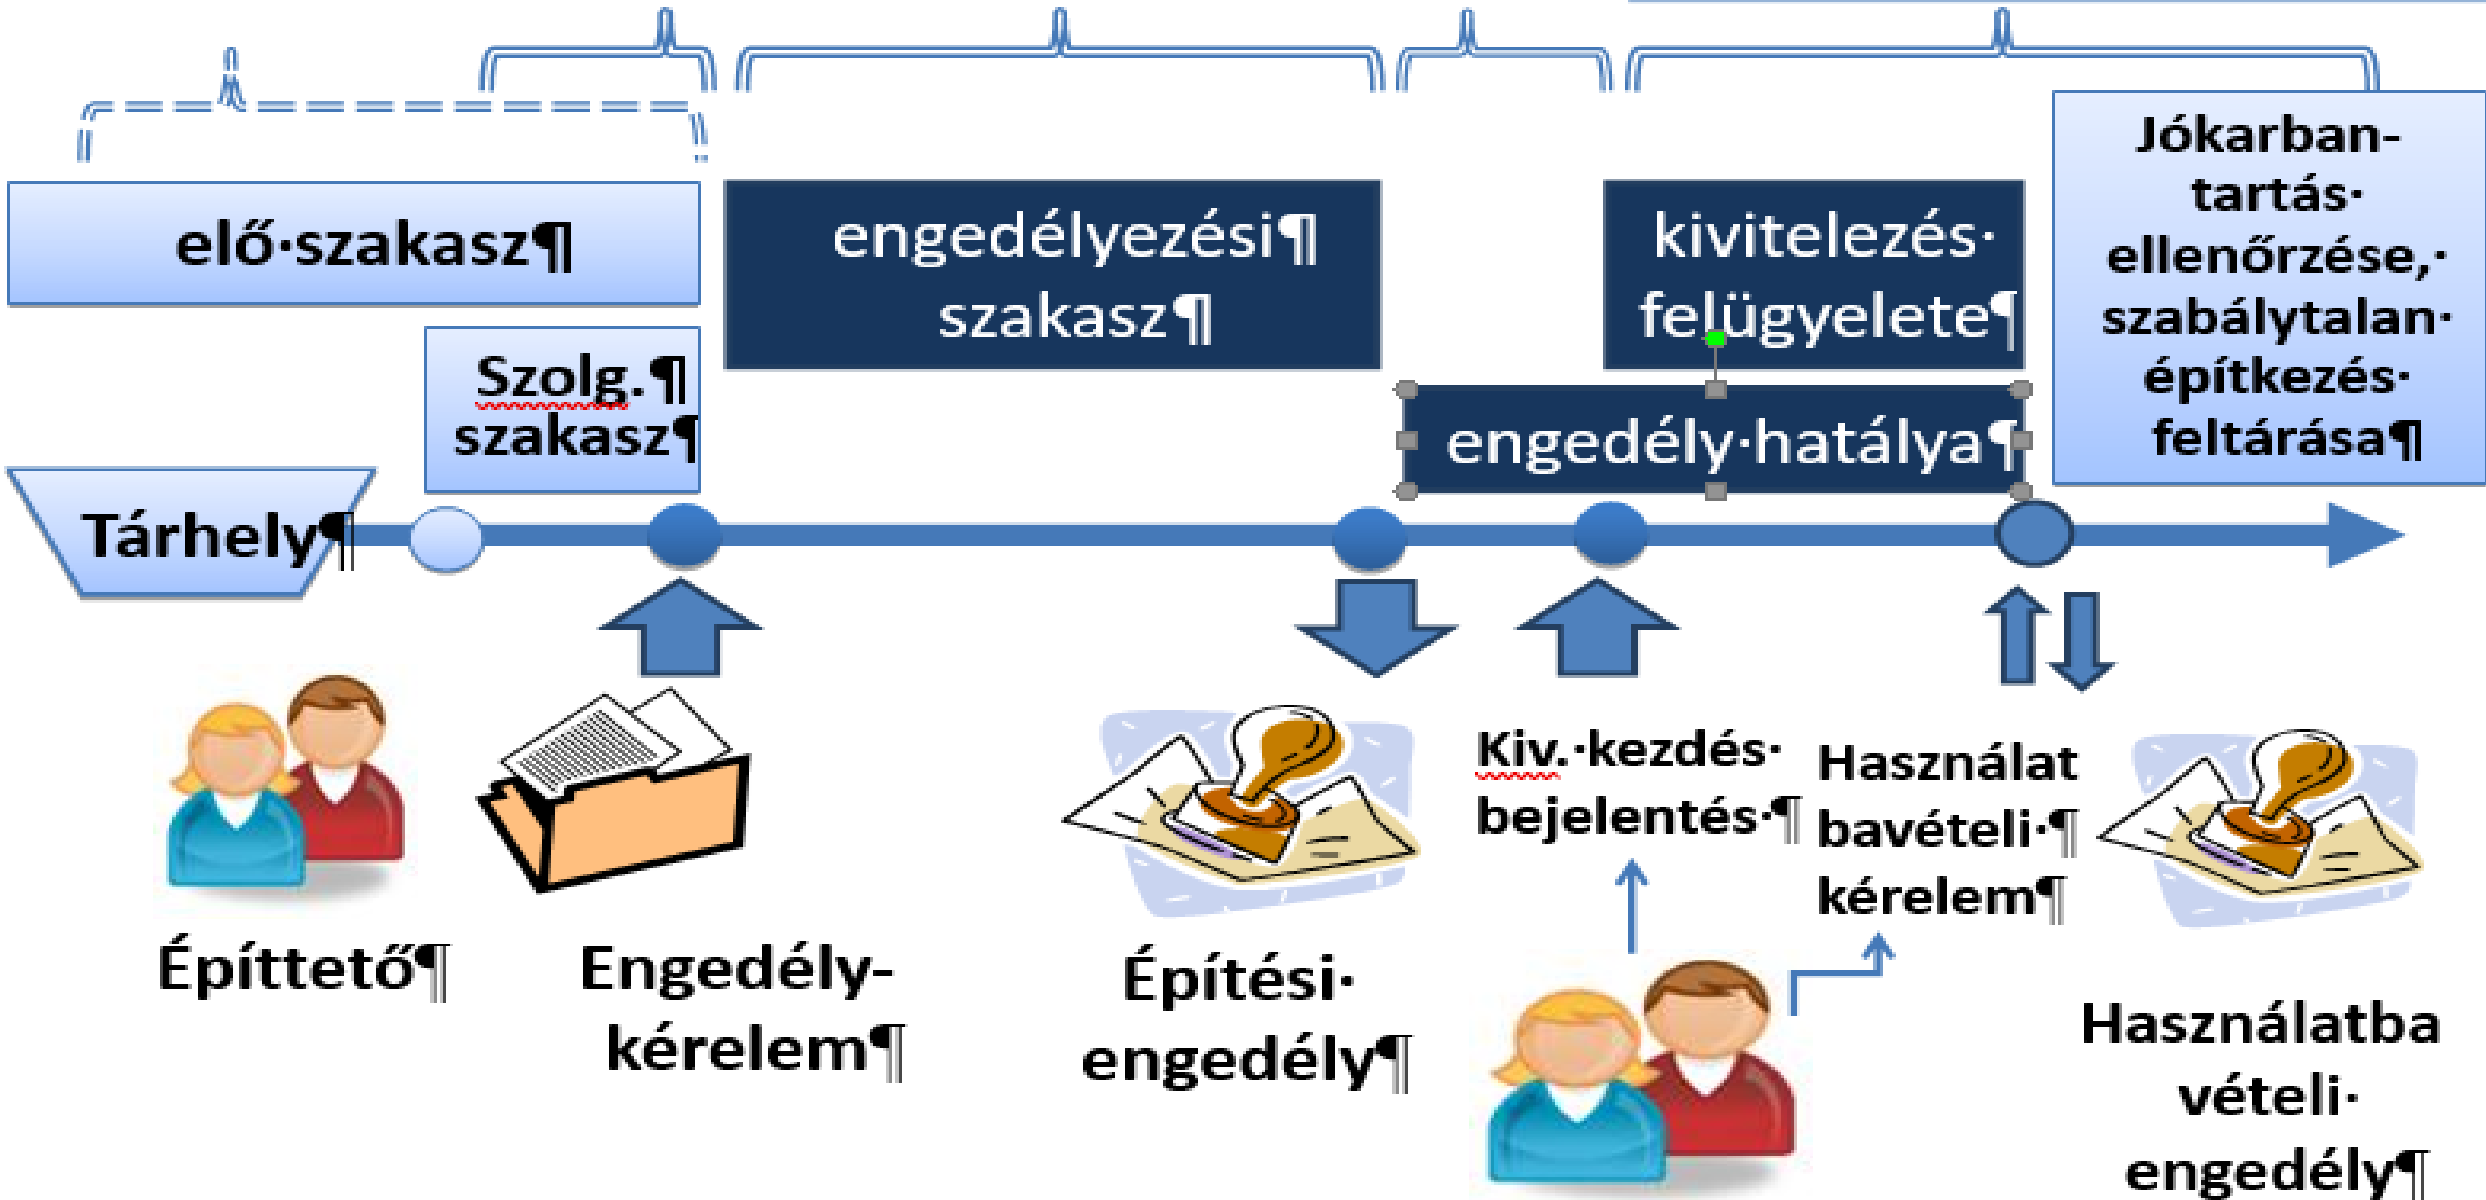 elő szakasz¶
engedélyezési¶
szakasz¶
kivitelezés
felügyelete¶
Jókarban-
tartás
ellenőrzése,
szabálytalan
építkezés
feltárása¶
Szolg.¶
szakasz¶
engedély hatálya¶
Tárhely¶
Építtető¶
Engedély-
kérelem¶
Építési
engedély¶
Kiv. kezdés
bejelentés ¶
Használat
bavételi ¶
kérelem¶
Használatba
vételi
engedély¶